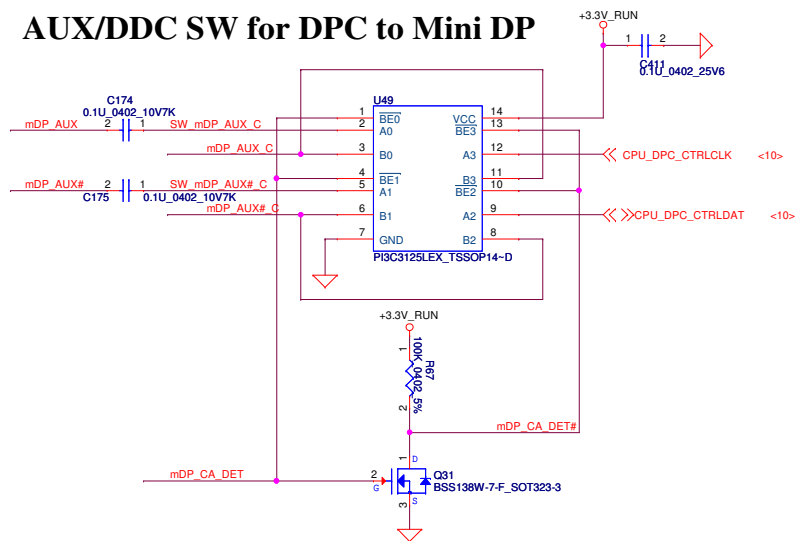 AUX/DDC SW for DPC to Mini DP
+3.3V_RUN
1 2
C411
0.1U_0402_25V6
C174
0.1U_0402_10V7K
U49
mDP_AUX 2 1 SW_mDP_AUX_C
1 BE0 VCC 14
2 A0 BE3 13
mDP_AUX_C 3 B0 A3 12 CPU_DPC_CTRLCLK <10>
4 BE1 B3 11
mDP_AUX# 2 1 SW_mDP_AUX#_C 5 A1 BE2 10
C175 0.1U_0402_10V7K
mDP_AUX#_C 6 B1 A2 9 CPU_DPC_CTRLDAT <10>
7 GND B2 8
PI3C3125LEX_TSSOP14~D
+3.3V_RUN
1
R67
100K_0402_5%
2
mDP_CA_DET#
1 D
mDP_CA_DET 2 G
Q31
BSS138W-7-F_SOT323-3
3 S